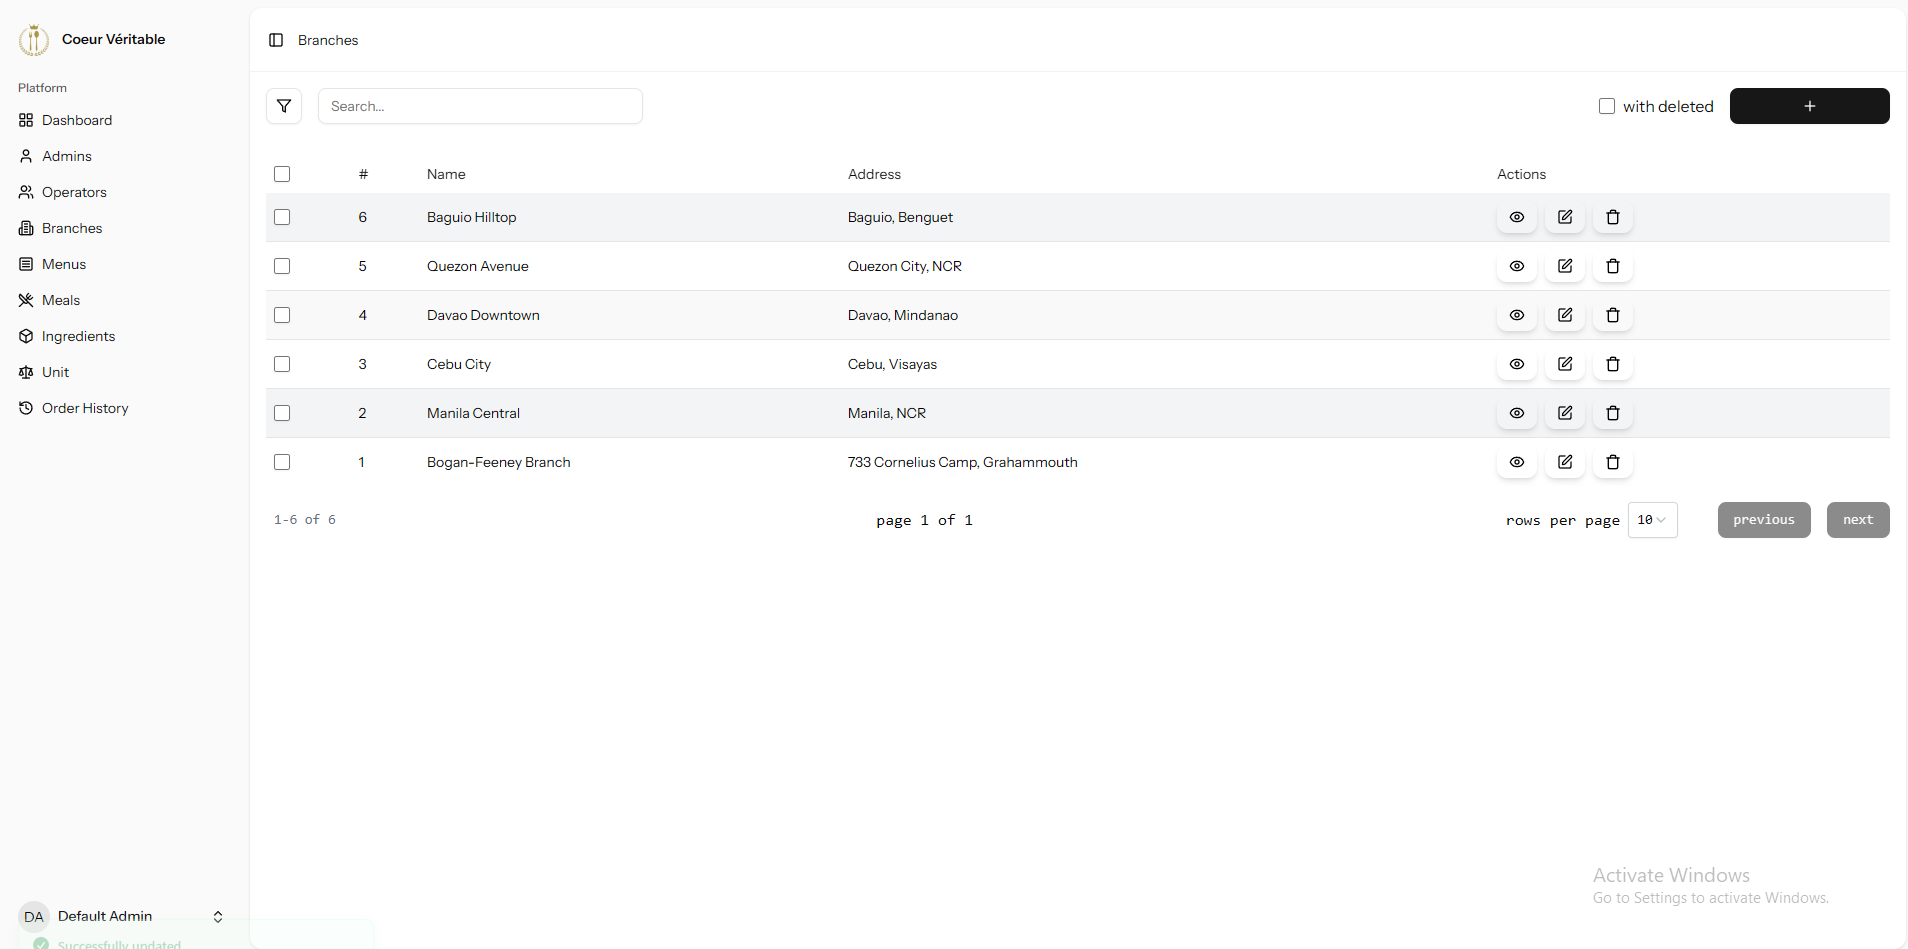 Coeur Véritable
Platform
Dashboard
Admins
Operators
Branches
Menus
Meals
Ingredients
Unit
Order History
Default Admin
DA
Successfully updated
Branches
Search...
with deleted
# Name Address Actions
6 Baguio Hilltop Baguio, Benguet
5 Quezon Avenue Quezon City, NCR
4 Davao Downtown Davao, Mindanao
3 Cebu City Cebu, Visayas
2 Manila Central Manila, NCR
1 Bogan-Feeney Branch 733 Cornelius Camp, Grahammouth
1-6 of 6 page 1 of 1 rows per page 10 previous next
Activate Windows
Go to Settings to activate Windows.